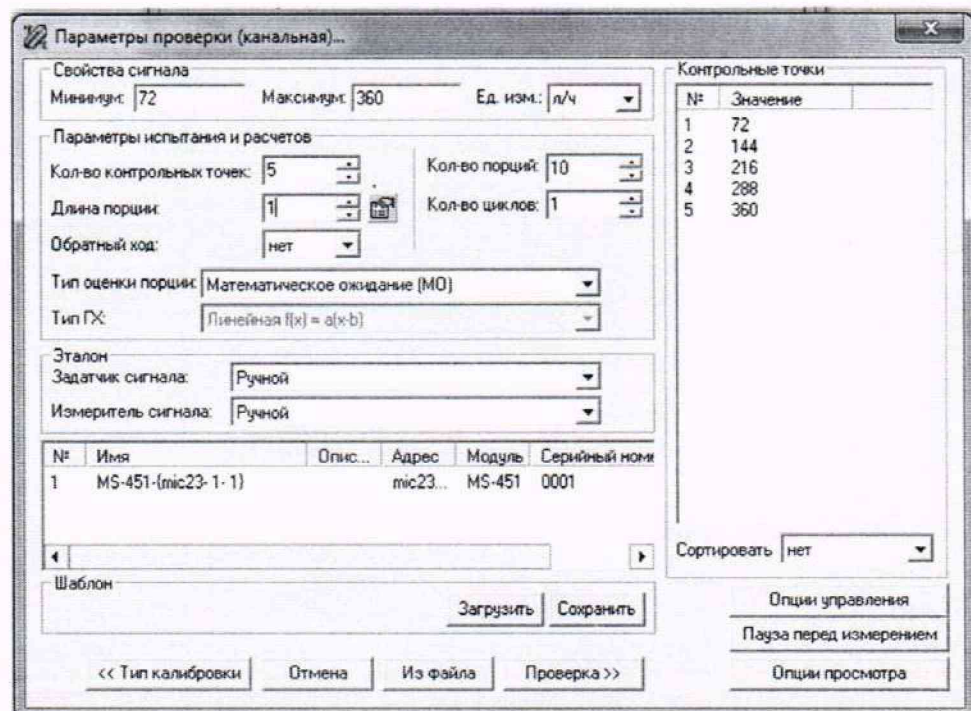 Параметры проверки (канальная)...
Свойства сигнала
Минимум: 72 Максимум: 360 Ед. изм.: л/ч
Параметры испытания и расчетов
Кол-во контрольных точек: 5 Кол-во порций: 10
Длина порции: 1 Кол-во циклов: 1
Обратный ход: нет
Тип оценки порции: Математическое ожидание (МО)
Тип ГХ: Линейная f(x) = a(x-b)
Эталон
Задатчик сигнала: Ручной
Измеритель сигнала: Ручной
№ Имя Опис... Адрес Модуль Серийный номе
1 MS-451-{mic23- 1- 1} mic23... MS-451 0001
Шаблон
Загрузить Сохранить
<< Тип калибровки Отмена Из файла Проверка >>
Контрольные точки
№ Значение
1 72
2 144
3 216
4 288
5 360
Сортировать нет
Опции управления
Пауза перед измерением
Опции просмотра